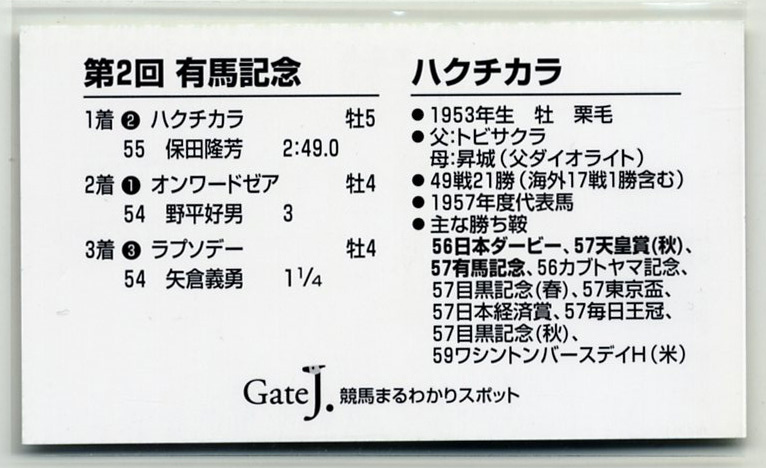 第2回 有馬記念
1着 ❷ ハクチカラ 牡5
55 保田隆芳 2:49.0
2着 ❶ オンワードゼア 牡4
54 野平好男 3
3着 ❸ ラプソデー 牡4
54 矢倉義勇 1¼
ハクチカラ
● 1953年生 牡 栗毛
● 父:トビサクラ
母:昇城(父ダイオライト)
● 49戦21勝(海外17戦1勝含む)
● 1957年度代表馬
● 主な勝ち鞍
56日本ダービー、57天皇賞(秋)、
57有馬記念、56カブトヤマ記念、
57目黒記念(春)、57東京盃、
57日本経済賞、57毎日王冠、
57目黒記念(秋)、
59ワシントンバースデイH(米)
Gate J. 競馬まるわかりスポット